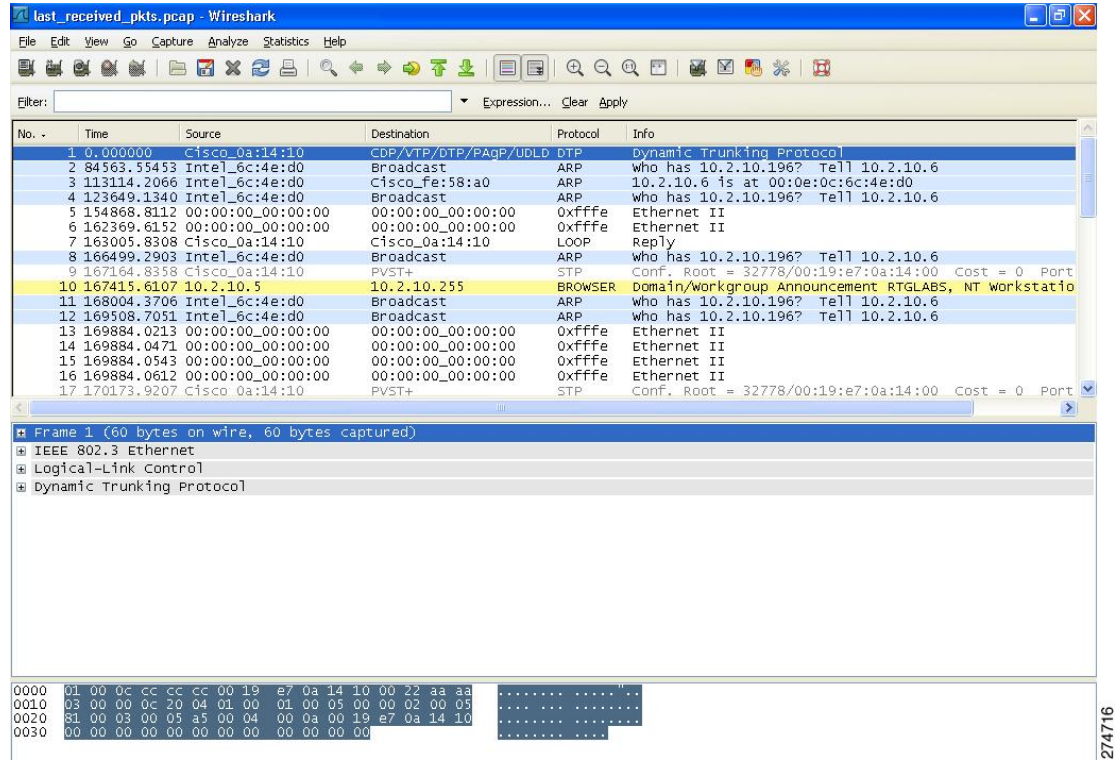 last_received_pkts.pcap - Wireshark
File Edit View Go Capture Analyze Statistics Help
Filter: Expression... Clear Apply
No. - Time Source Destination Protocol Info
1 0.000000 Cisco_0a:14:10 CDP/VTP/DTP/PAgP/UDLD DTP Dynamic Trunking Protocol
2 84563.55453 Intel_6c:4e:d0 Broadcast ARP Who has 10.2.10.196? Tell 10.2.10.6
3 113114.2066 Intel_6c:4e:d0 Cisco_fe:58:a0 ARP 10.2.10.6 is at 00:0e:0c:6c:4e:d0
4 123649.1340 Intel_6c:4e:d0 Broadcast ARP Who has 10.2.10.196? Tell 10.2.10.6
5 154868.8112 00:00:00_00:00:00 00:00:00_00:00:00 0xfffe Ethernet II
6 162369.6152 00:00:00_00:00:00 00:00:00_00:00:00 0xfffe Ethernet II
7 163005.8308 Cisco_0a:14:10 Cisco_0a:14:10 LOOP Reply
8 166499.2903 Intel_6c:4e:d0 Broadcast ARP Who has 10.2.10.196? Tell 10.2.10.6
9 167164.8358 Cisco_0a:14:10 PVST+ STP Conf. Root = 32778/00:19:e7:0a:14:00 Cost = 0 Port
10 167415.6107 10.2.10.5 10.2.10.255 BROWSER Domain/Workgroup Announcement RTGLABS, NT Workstatio
11 168004.3706 Intel_6c:4e:d0 Broadcast ARP Who has 10.2.10.196? Tell 10.2.10.6
12 169508.7051 Intel_6c:4e:d0 Broadcast ARP Who has 10.2.10.196? Tell 10.2.10.6
13 169884.0213 00:00:00_00:00:00 00:00:00_00:00:00 0xfffe Ethernet II
14 169884.0471 00:00:00_00:00:00 00:00:00_00:00:00 0xfffe Ethernet II
15 169884.0543 00:00:00_00:00:00 00:00:00_00:00:00 0xfffe Ethernet II
16 169884.0612 00:00:00_00:00:00 00:00:00_00:00:00 0xfffe Ethernet II
17 170173.9207 Cisco_0a:14:10 PVST+ STP Conf. Root = 32778/00:19:e7:0a:14:00 Cost = 0 Port
Frame 1 (60 bytes on wire, 60 bytes captured)
IEEE 802.3 Ethernet
Logical-Link Control
Dynamic Trunking Protocol
0000 01 00 0c cc cc cc 00 19 e7 0a 14 10 00 22 aa aa ........ ....."..
0010 03 00 00 0c 20 04 01 00 01 00 05 00 00 02 00 05 .... ... ........
0020 81 00 03 00 05 a5 00 04 00 0a 00 19 e7 0a 14 10 ........ ........
0030 00 00 00 00 00 00 00 00 00 00 00 00 ........ ....
274716